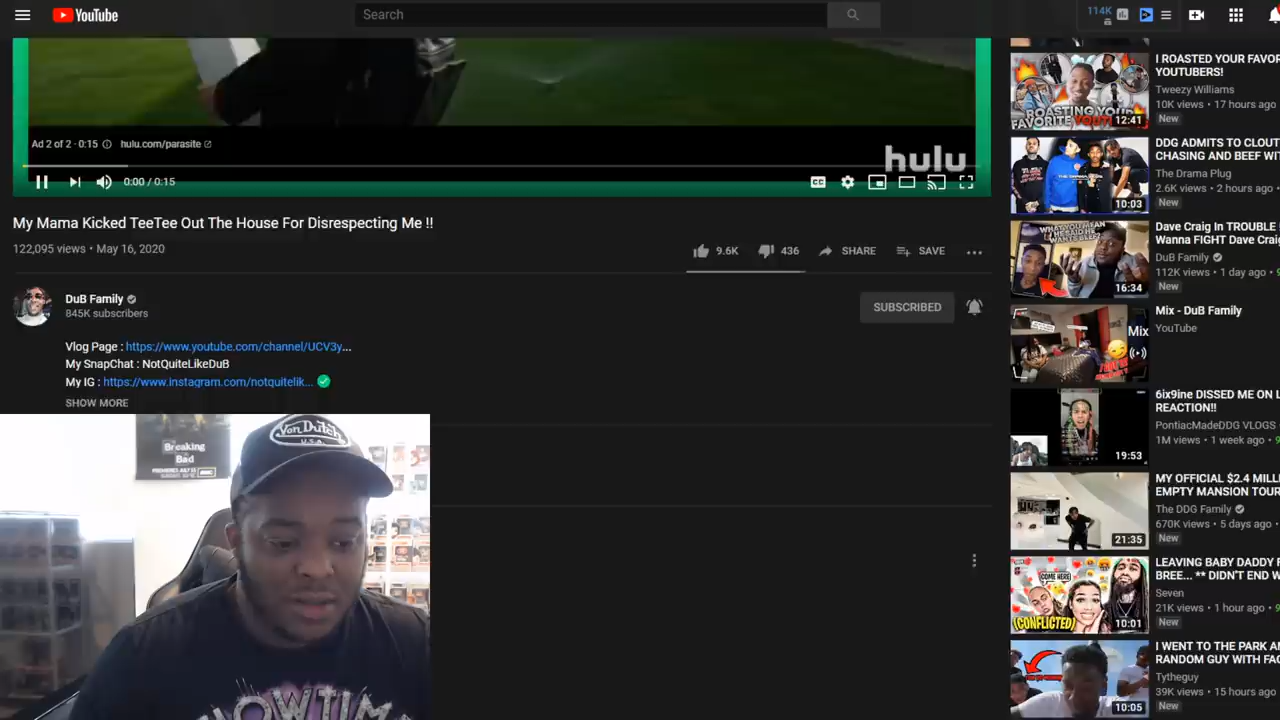 YouTube
Search
114K
Ad 2 of 2 · 0:15
hulu.com/parasite
hulu
0:00 / 0:15
CC
My Mama Kicked TeeTee Out The House For Disrespecting Me !!
122,095 views • May 16, 2020
9.6K
436
SHARE
SAVE
DuB Family
845K subscribers
SUBSCRIBED
Vlog Page : https://www.youtube.com/channel/UCV3y...
My SnapChat : NotQuiteLikeDuB
My IG : https://www.instagram.com/notquitelik...
SHOW MORE
Breaking
Bad
Von Dutch
U.S.A.
ROASTING YOUR
FAVORITE
12:41
I ROASTED YOUR FAVOR
YOUTUBERS!
Tweezy Williams
10K views • 17 hours ago
New
10:03
DDG ADMITS TO CLOUT
CHASING AND BEEF WI
The Drama Plug
2.6K views • 2 hours ago
New
16:34
Dave Craig In TROUBLE
Wanna FIGHT Dave Craig
DuB Family
112K views • 1 day ago
New
Mix
Mix - DuB Family
YouTube
19:53
6ix9ine DISSED ME ON L
REACTION!!
PontiacMadeDDG VLOGS
1M views • 1 week ago
21:35
MY OFFICIAL $2.4 MILL
EMPTY MANSION TOUR
The DDG Family
670K views • 5 days ago
New
COME HERE
(CONFLICTED)
10:01
LEAVING BABY DADDY F
BREE... ** DIDN'T END W
Seven
21K views • 1 hour ago
New
10:05
I WENT TO THE PARK AN
RANDOM GUY WITH FAC
Tytheguy
39K views • 15 hours ago
New